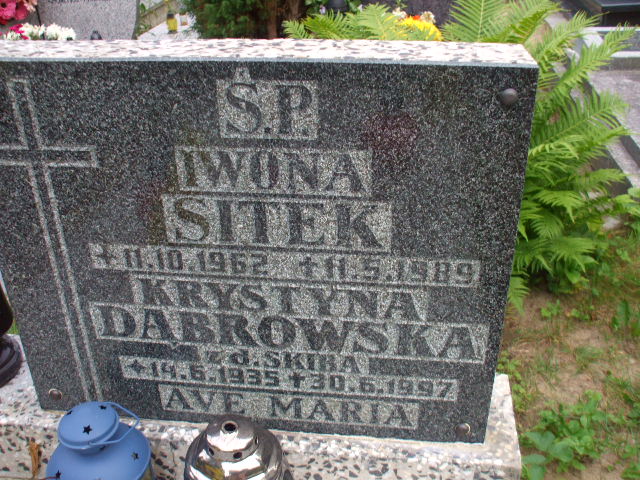 Ś.P.
IWONA
SITEK
*11.10.1962 +11.5.1989
KRYSTYNA
DĄBROWSKA
z d. SKIBA
*14.6.1935 +30.6.1997
AVE MARIA